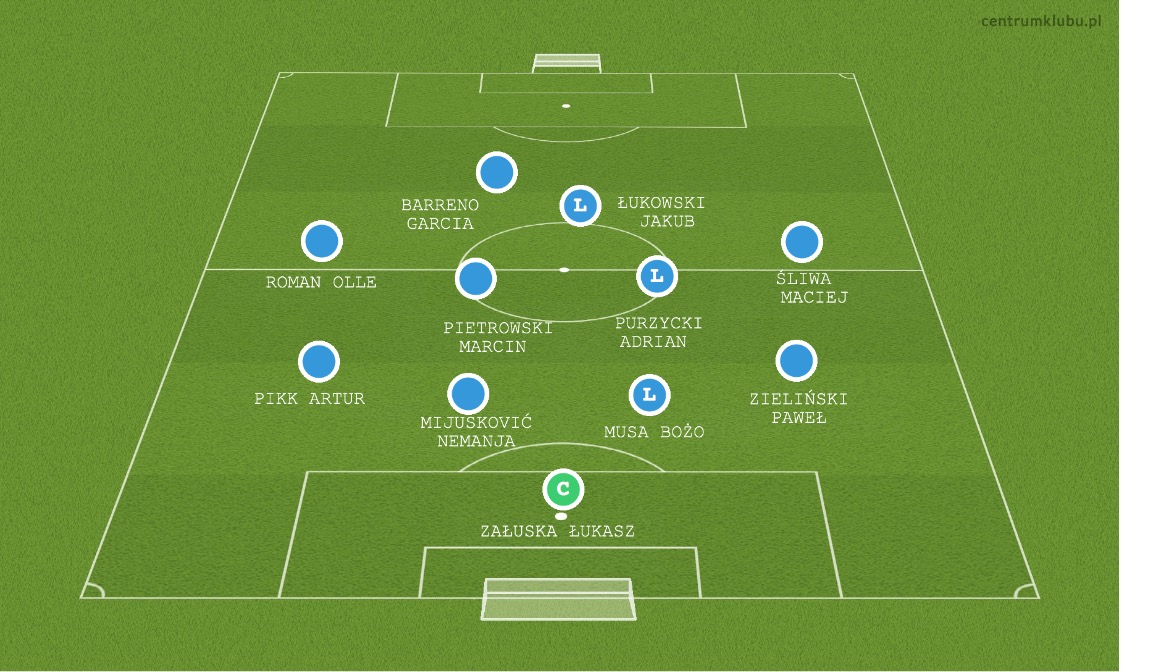 centrumklubu.pl
BARRENO
GARCIA
L
ŁUKOWSKI
JAKUB
ROMAN OLLE
ŚLIWA
MACIEJ
PIETROWSKI
MARCIN
L
PURZYCKI
ADRIAN
PIKK ARTUR
MIJUSKOVIĆ
NEMANJA
L
MUSA BOŻO
ZIELIŃSKI
PAWEŁ
C
ZAŁUSKA ŁUKASZ